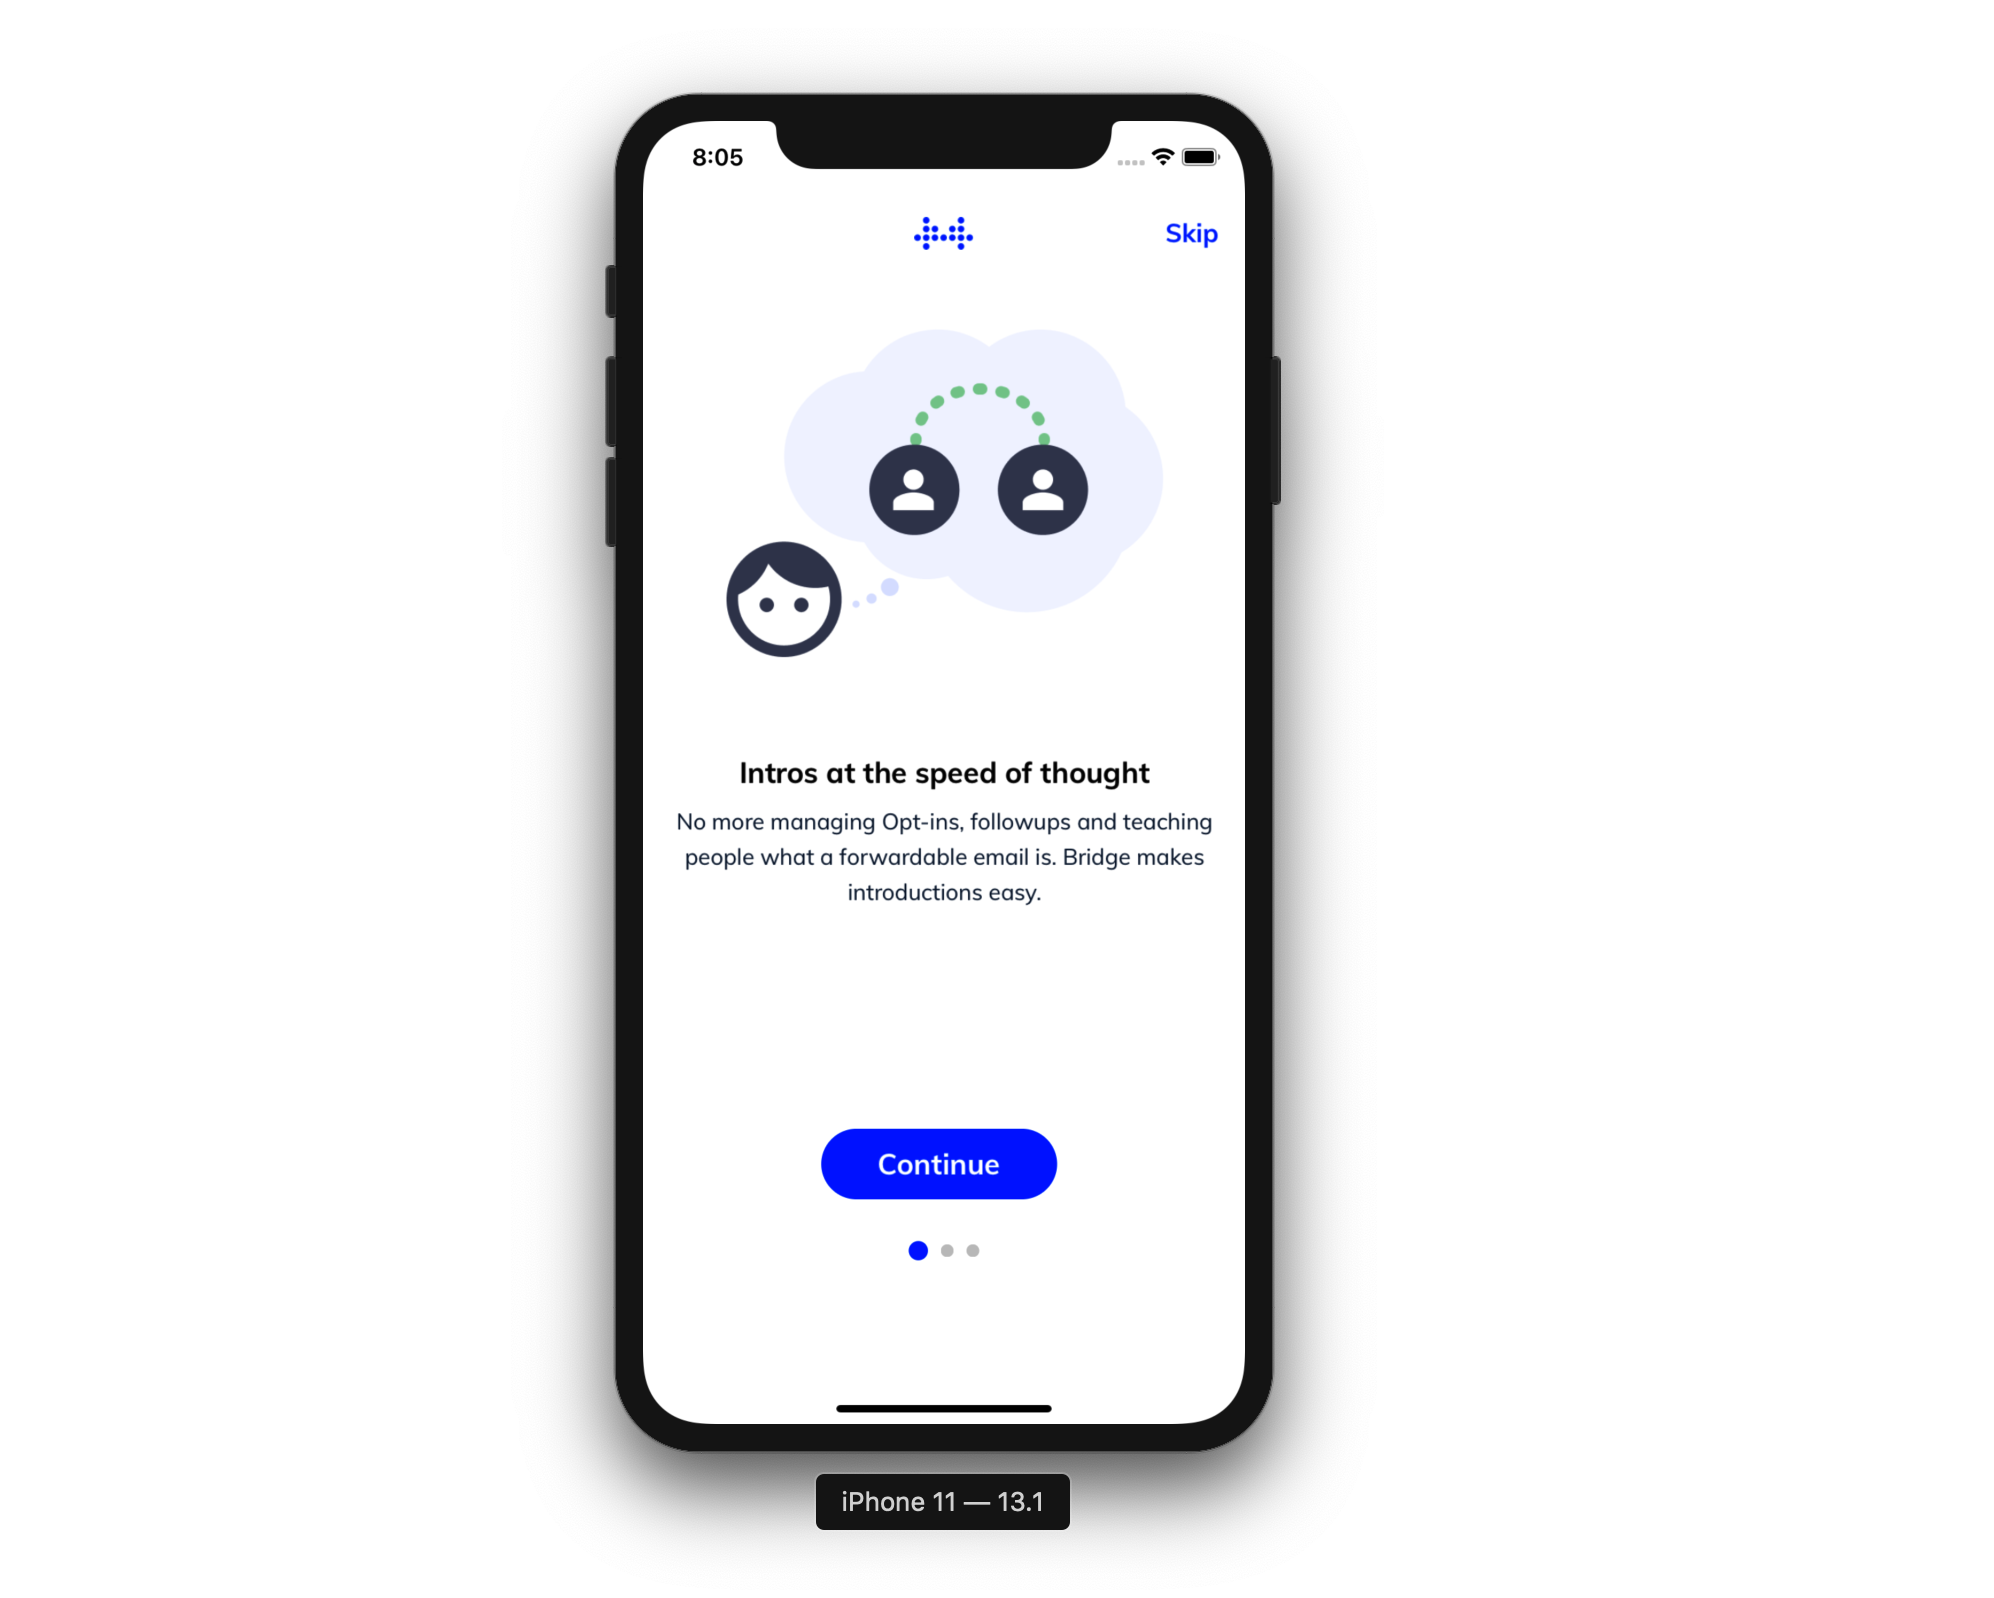 8:05
Skip
Intros at the speed of thought
No more managing Opt-ins, followups and teaching
people what a forwardable email is. Bridge makes
introductions easy.
Continue
iPhone 11 — 13.1